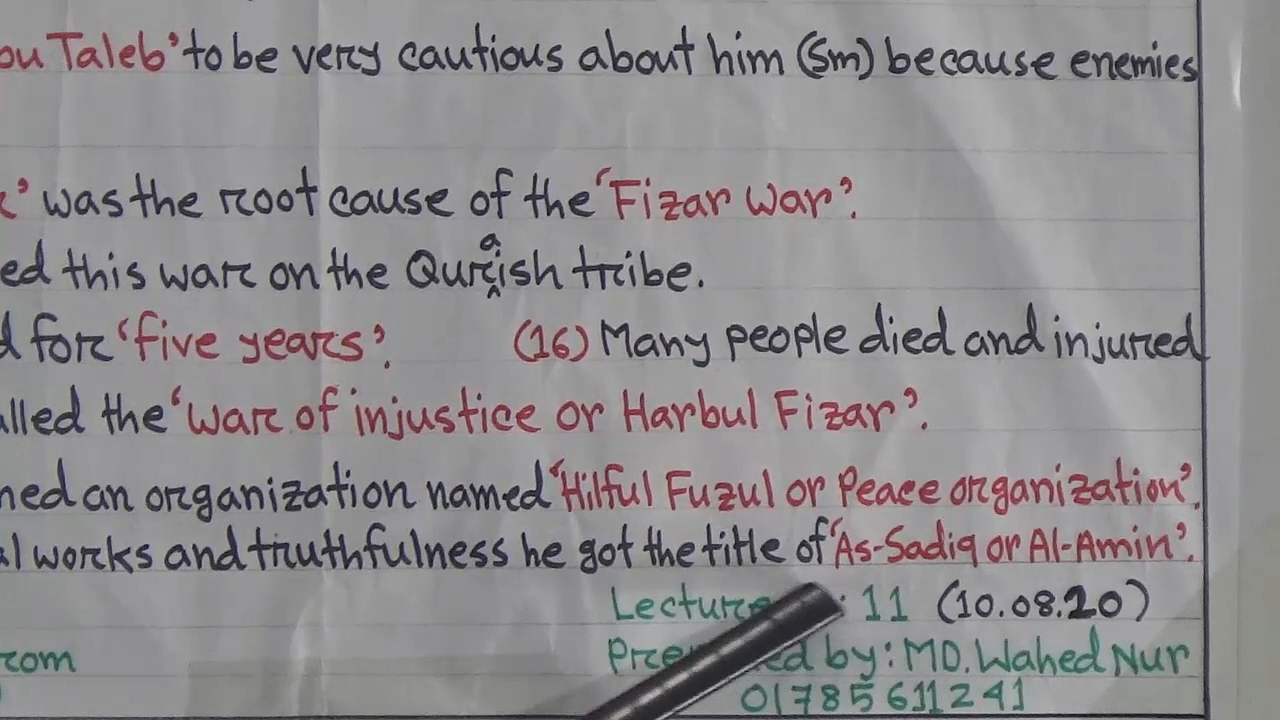 ou Taleb' to be very cautious about him (Sm) because enemies
' was the root cause of the 'Fizar War'.
ed this war on the Quraish tribe.
d for 'five years'. (16) Many people died and injured
alled the 'War of injustice or Harbul Fizar'.
ned an organization named 'Hilful Fuzul or Peace organization'.
al works and truthfulness he got the title of 'As-Sadiq or Al-Amin'.
Lecture : 11 (10.08.20)
com by: MD. Wahed Nur
01785611241